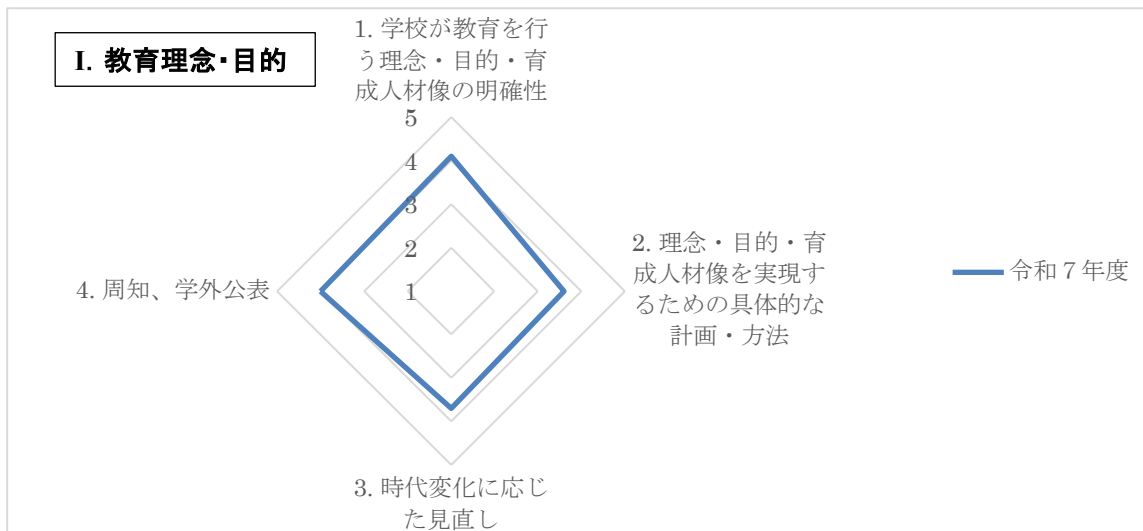 I. 教育理念・目的
1. 学校が教育を行
う理念・目的・育
成人材像の明確性
5
4
3
2
1
2. 理念・目的・育
成人材像を実現す
るための具体的な
計画・方法
3. 時代変化に応じ
た見直し
4. 周知、学外公表
令和７年度